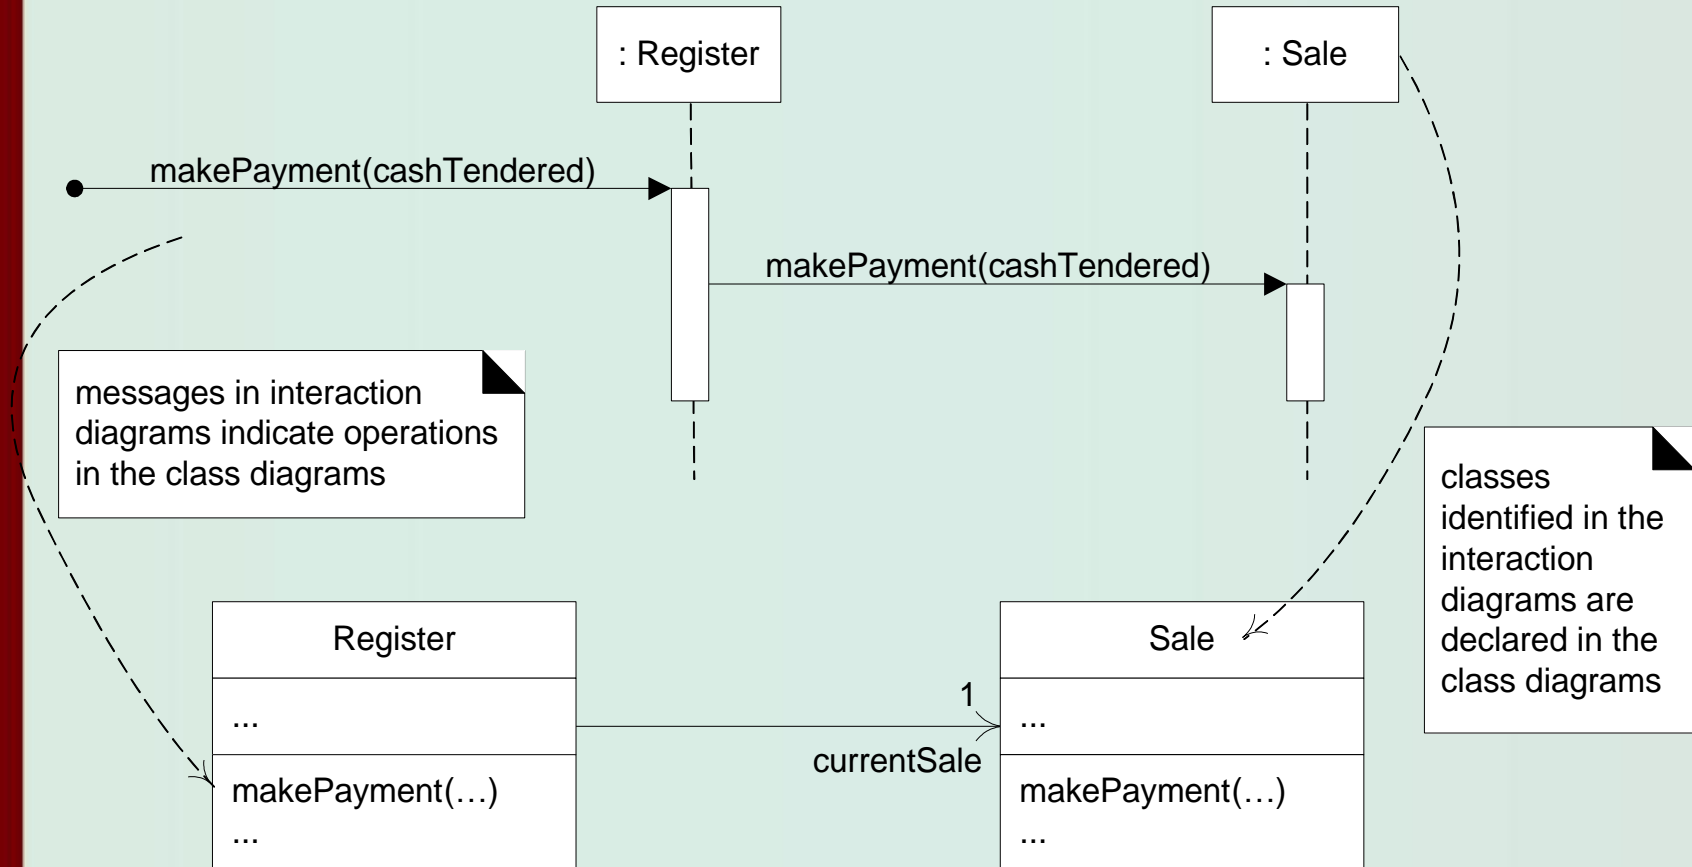 : Register
: Sale
makePayment(cashTendered)
makePayment(cashTendered)
messages in interaction
diagrams indicate operations
in the class diagrams
classes
identified in the
interaction
diagrams are
declared in the
class diagrams
Register
...
makePayment(…)
...
1
currentSale
Sale
...
makePayment(…)
...